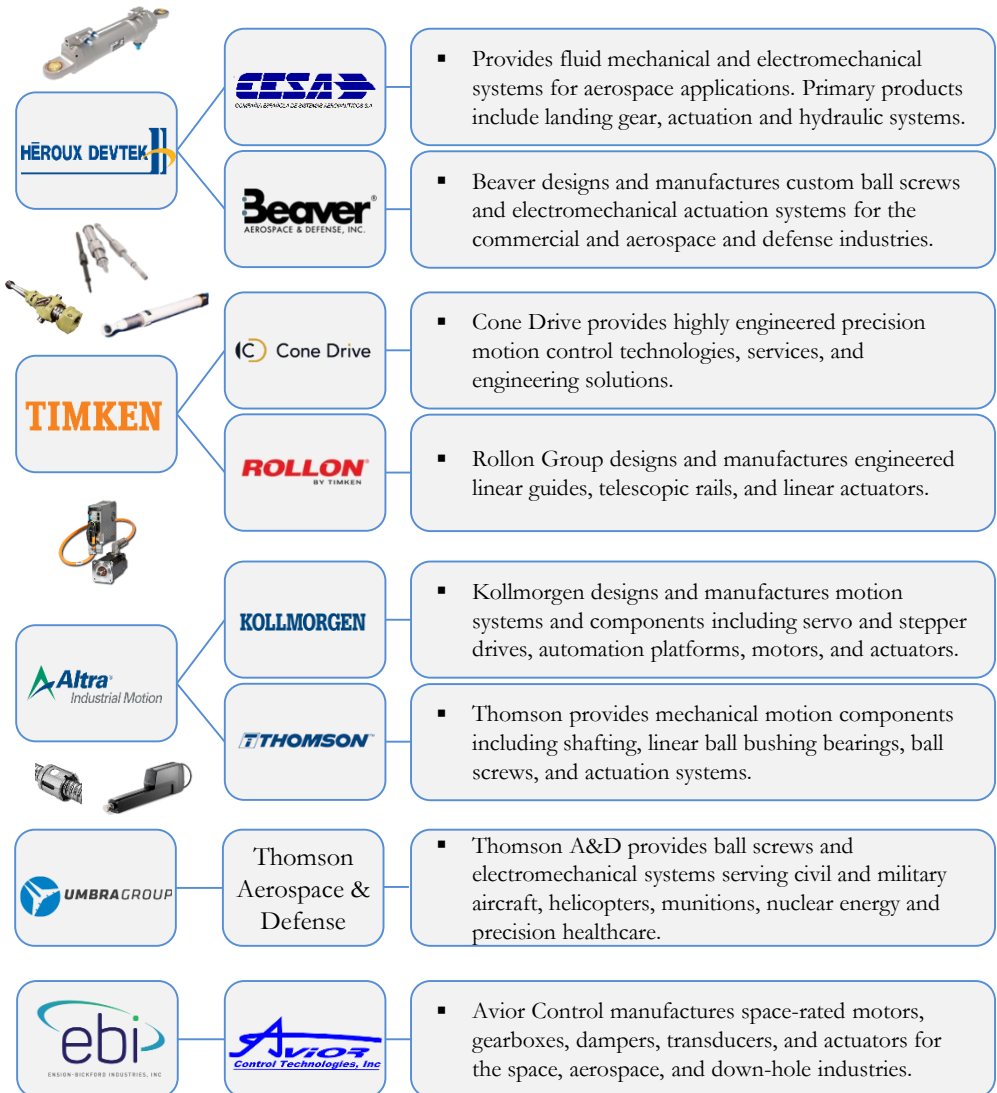 HĒROUX DEVTEK
CESA
COMPAÑIA ESPAÑOLA DE SISTEMAS AERONAUTICOS S.A
▪ Provides fluid mechanical and electromechanical
systems for aerospace applications. Primary products
include landing gear, actuation and hydraulic systems.
Beaver®
AEROSPACE & DEFENSE, INC.
▪ Beaver designs and manufactures custom ball screws
and electromechanical actuation systems for the
commercial and aerospace and defense industries.
TIMKEN
Cone Drive
▪ Cone Drive provides highly engineered precision
motion control technologies, services, and
engineering solutions.
ROLLON®
BY TIMKEN
▪ Rollon Group designs and manufactures engineered
linear guides, telescopic rails, and linear actuators.
Altra®
Industrial Motion
KOLLMORGEN
▪ Kollmorgen designs and manufactures motion
systems and components including servo and stepper
drives, automation platforms, motors, and actuators.
THOMSON™
▪ Thomson provides mechanical motion components
including shafting, linear ball bushing bearings, ball
screws, and actuation systems.
UMBRAGROUP
Thomson
Aerospace &
Defense
▪ Thomson A&D provides ball screws and
electromechanical systems serving civil and military
aircraft, helicopters, munitions, nuclear energy and
precision healthcare.
ebi
ENSIGN-BICKFORD INDUSTRIES, INC
Avior
Control Technologies, Inc
▪ Avior Control manufactures space-rated motors,
gearboxes, dampers, transducers, and actuators for
the space, aerospace, and down-hole industries.